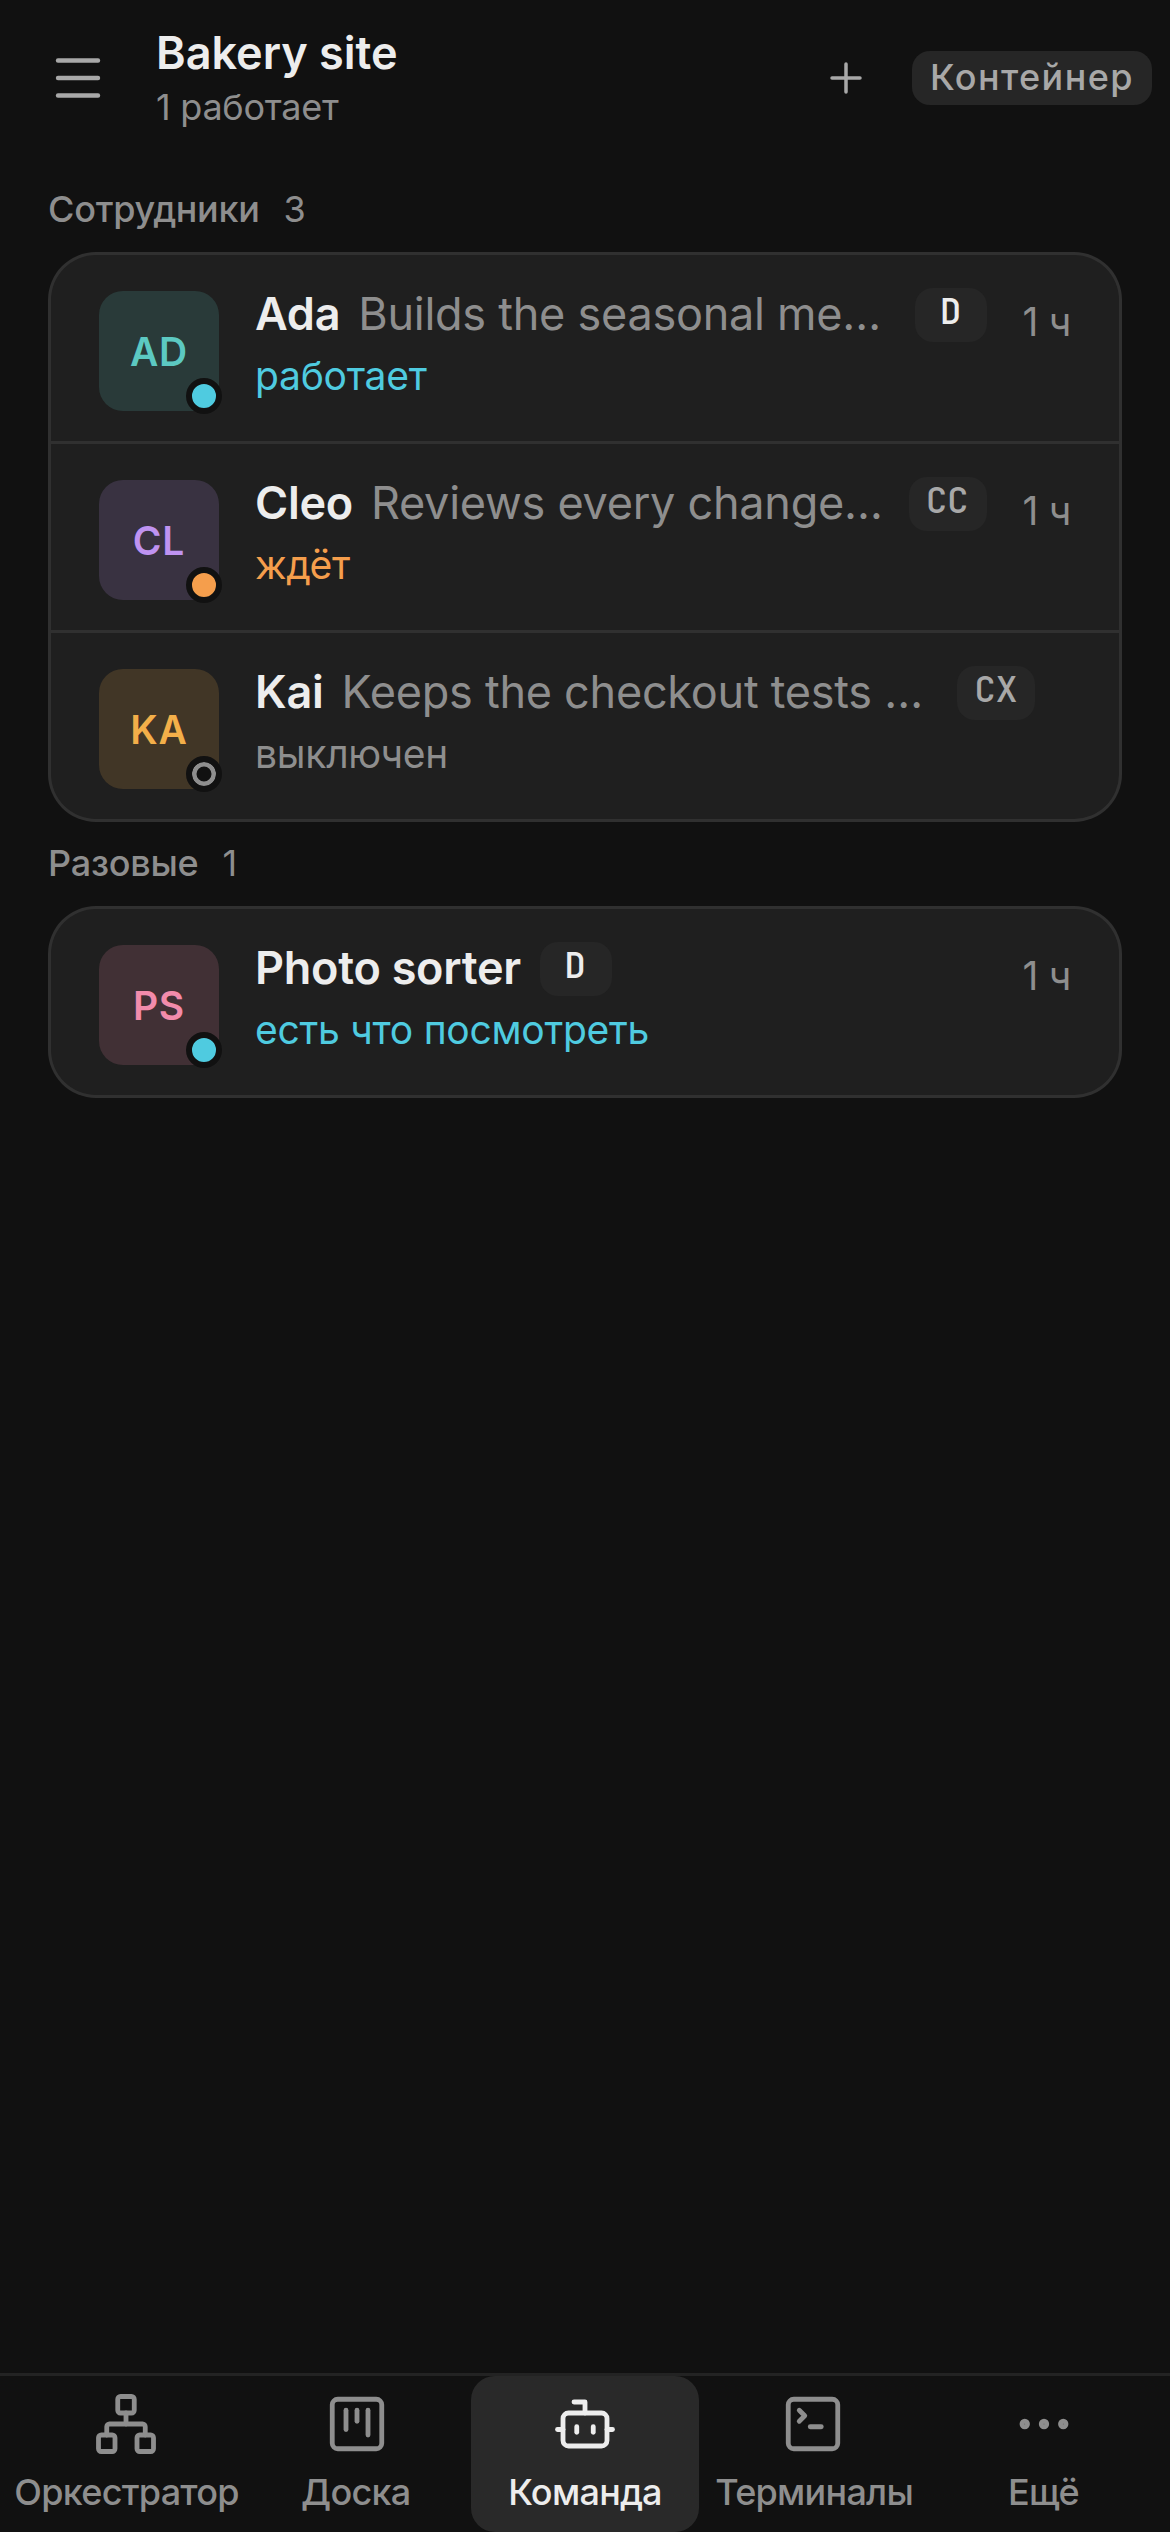 Bakery site
1 работает
Контейнер
Сотрудники 3
AD
Ada Builds the seasonal me... D 1 ч
работает
CL
Cleo Reviews every change... CC 1 ч
ждёт
KA
Kai Keeps the checkout tests ... CX
выключен
Разовые 1
PS
Photo sorter D 1 ч
есть что посмотреть
Оркестратор Доска Команда Терминалы Ещё